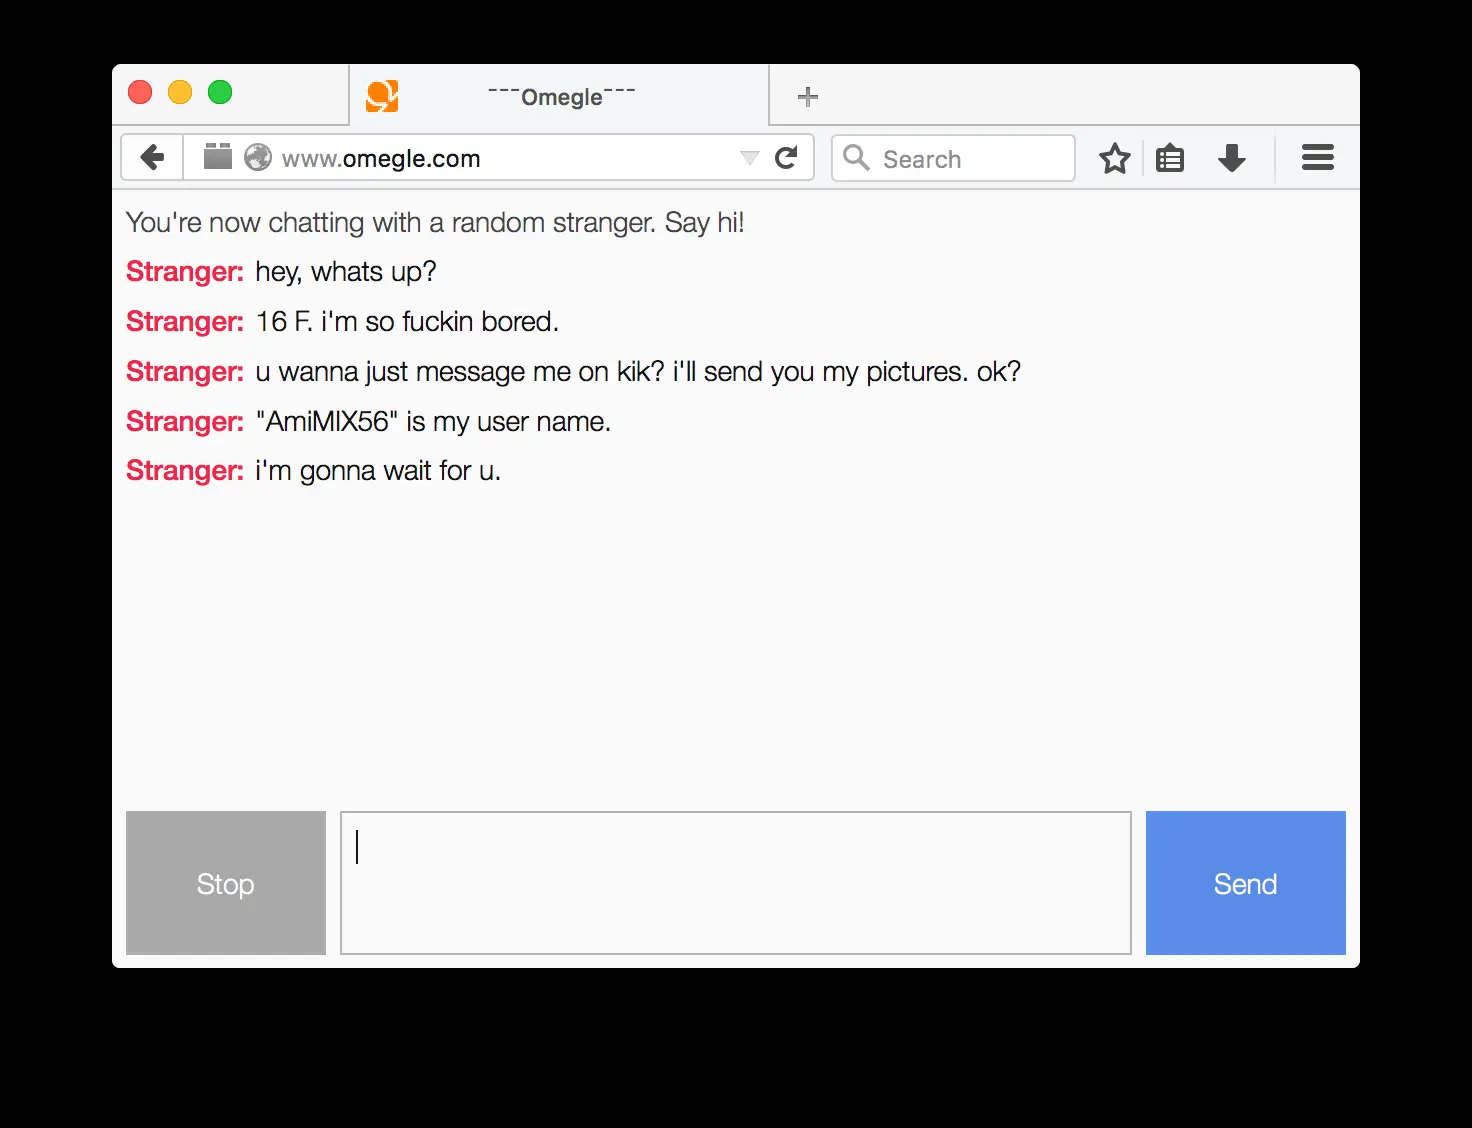 ¯¯¯Omegle¯¯¯
www.omegle.com
Search
You're now chatting with a random stranger. Say hi!
Stranger: hey, whats up?
Stranger: 16 F. i'm so fuckin bored.
Stranger: u wanna just message me on kik? i'll send you my pictures. ok?
Stranger: "AmiMIX56" is my user name.
Stranger: i'm gonna wait for u.
Stop
Send